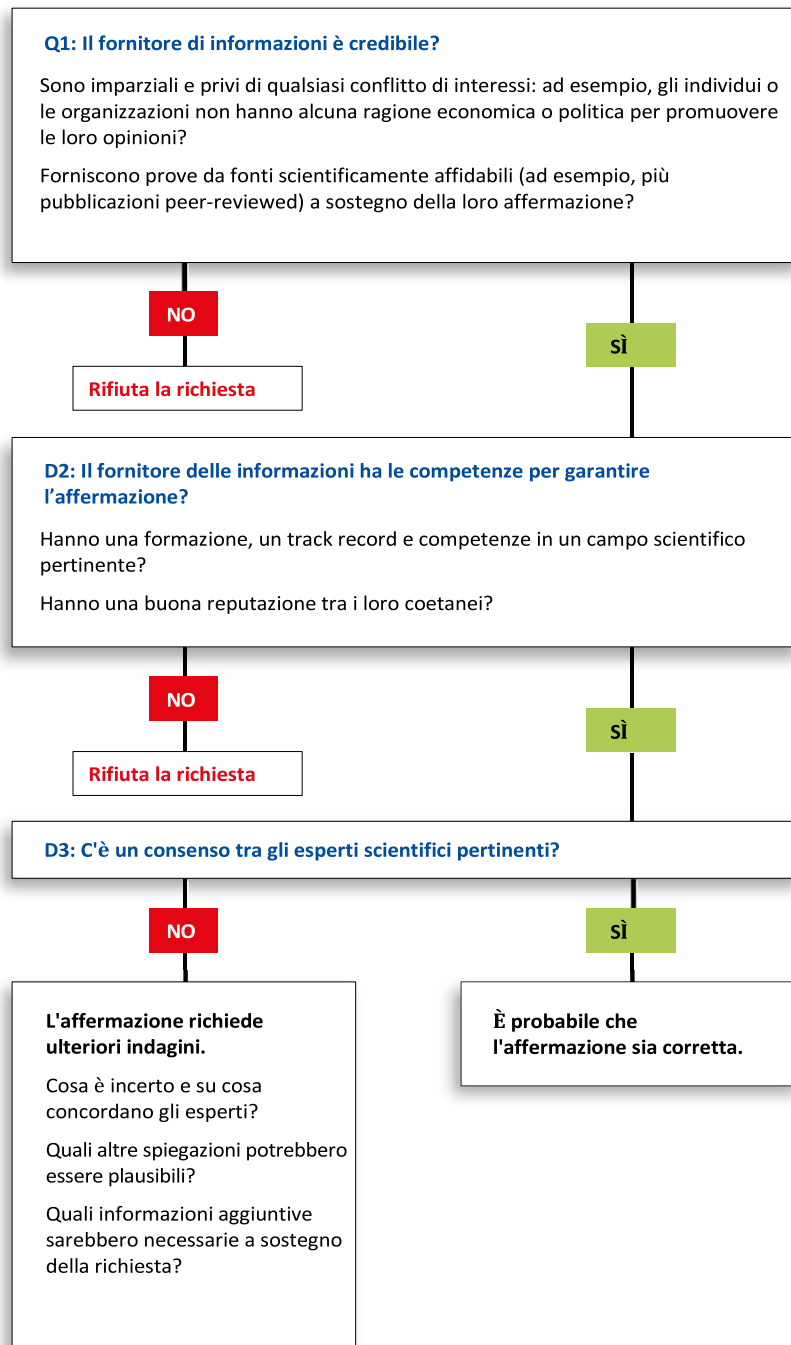 Q1: Il fornitore di informazioni è credibile?
Sono imparziali e privi di qualsiasi conflitto di interessi: ad esempio, gli individui o
le organizzazioni non hanno alcuna ragione economica o politica per promuovere
le loro opinioni?
Forniscono prove da fonti scientificamente affidabili (ad esempio, più
pubblicazioni peer-reviewed) a sostegno della loro affermazione?
NO
SÌ
Rifiuta la richiesta
D2: Il fornitore delle informazioni ha le competenze per garantire
l'affermazione?
Hanno una formazione, un track record e competenze in un campo scientifico
pertinente?
Hanno una buona reputazione tra i loro coetanei?
NO
SÌ
Rifiuta la richiesta
D3: C'è un consenso tra gli esperti scientifici pertinenti?
NO
SÌ
L'affermazione richiede
ulteriori indagini.
Cosa è incerto e su cosa
concordano gli esperti?
Quali altre spiegazioni potrebbero
essere plausibili?
Quali informazioni aggiuntive
sarebbero necessarie a sostegno
della richiesta?
È probabile che
l'affermazione sia corretta.